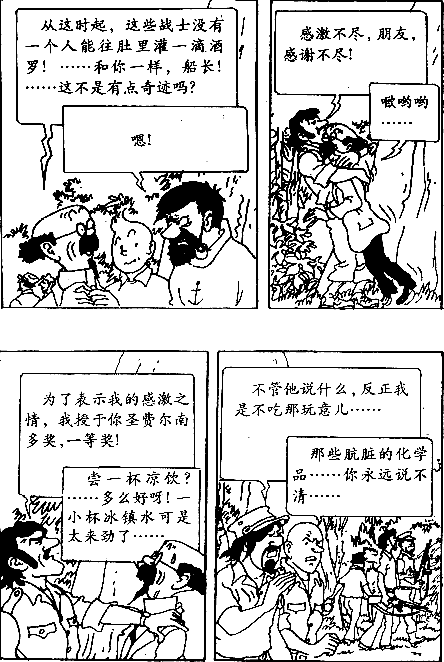 从这时起，这些战士没有
一个人能往肚里灌一滴酒
罗！……和你一样，船长！
……这不是有点奇迹吗？
嗯！
感激不尽，朋友，
感谢不尽！
啾哟哟
……
为了表示我的感激之
情，我授于你圣费尔南
多奖，一等奖！
尝一杯凉饮？
……多么好呀！一
小杯冰镇水可是
太来劲了……
不管他说什么，反正我
是不吃那玩意儿……
那些肮脏的化学
品……你永远说不
清……